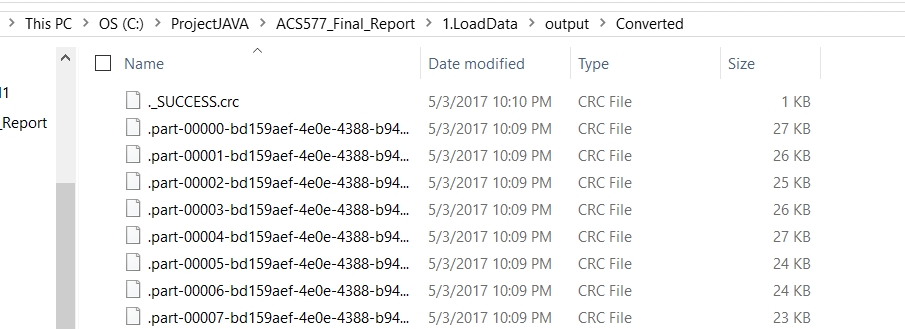 This PC > OS (C:) > ProjectJAVA > ACS577_Final_Report > 1.LoadData > output > Converted
Name Date modified Type Size
._SUCCESS.crc 5/3/2017 10:10 PM CRC File 1 KB
.part-00000-bd159aef-4e0e-4388-b94... 5/3/2017 10:09 PM CRC File 27 KB
_Report
.part-00001-bd159aef-4e0e-4388-b94... 5/3/2017 10:09 PM CRC File 26 KB
.part-00002-bd159aef-4e0e-4388-b94... 5/3/2017 10:09 PM CRC File 25 KB
.part-00003-bd159aef-4e0e-4388-b94... 5/3/2017 10:09 PM CRC File 26 KB
.part-00004-bd159aef-4e0e-4388-b94... 5/3/2017 10:09 PM CRC File 27 KB
.part-00005-bd159aef-4e0e-4388-b94... 5/3/2017 10:09 PM CRC File 24 KB
.part-00006-bd159aef-4e0e-4388-b94... 5/3/2017 10:09 PM CRC File 24 KB
.part-00007-bd159aef-4e0e-4388-b94... 5/3/2017 10:09 PM CRC File 23 KB